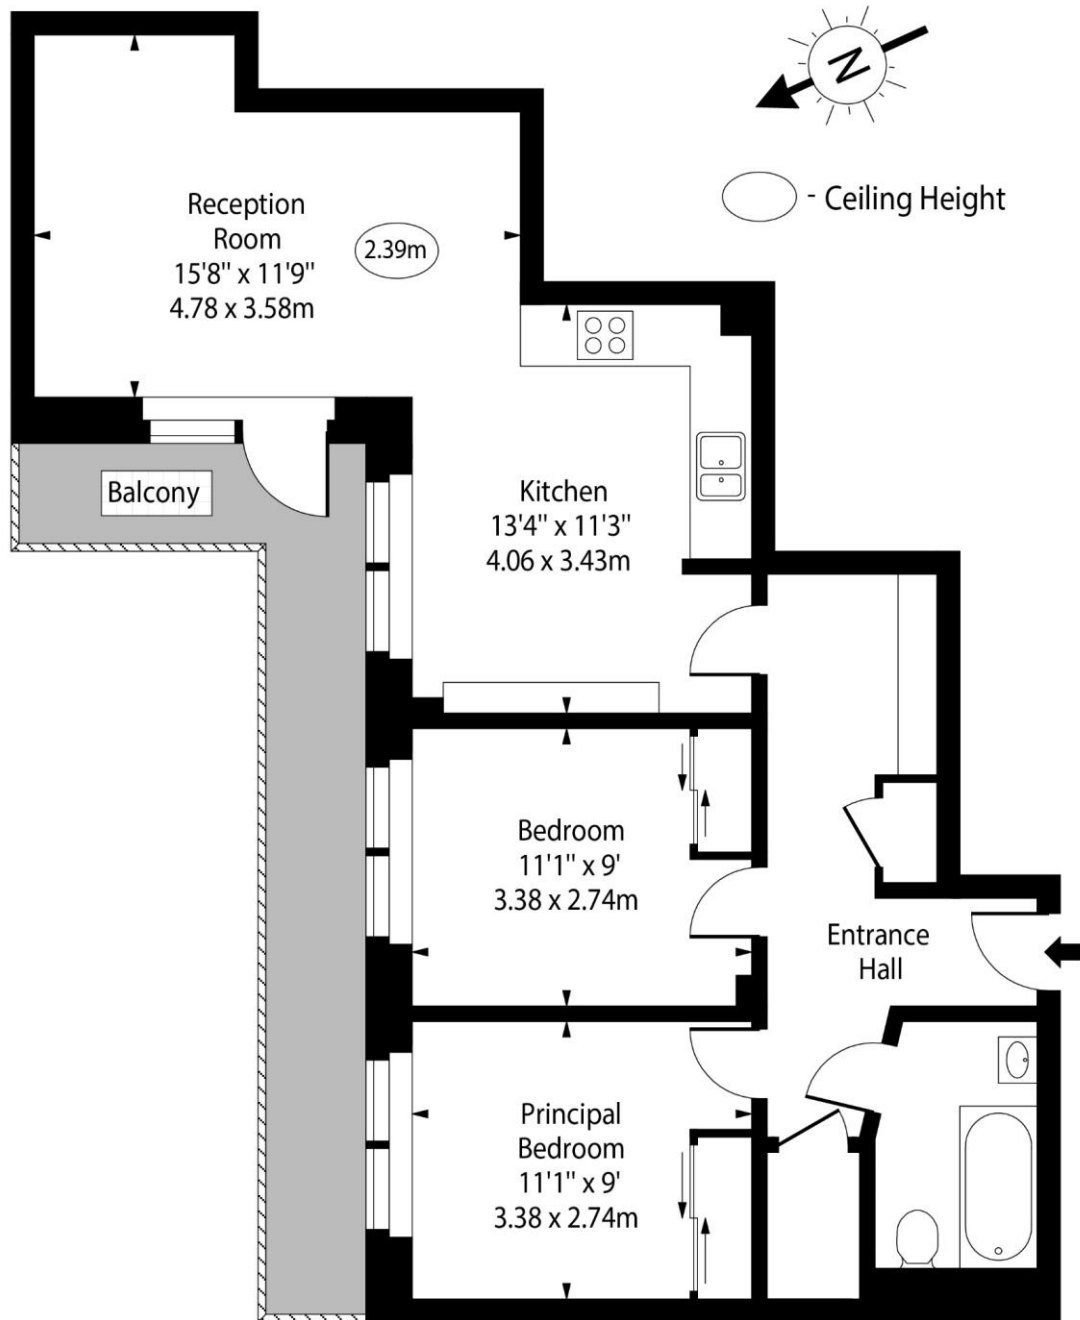 N
- Ceiling Height
Reception
Room
15'8" x 11'9"
4.78 x 3.58m
2.39m
Balcony
Kitchen
13'4" x 11'3"
4.06 x 3.43m
Bedroom
11'1" x 9'
3.38 x 2.74m
Entrance
Hall
Principal
Bedroom
11'1" x 9'
3.38 x 2.74m